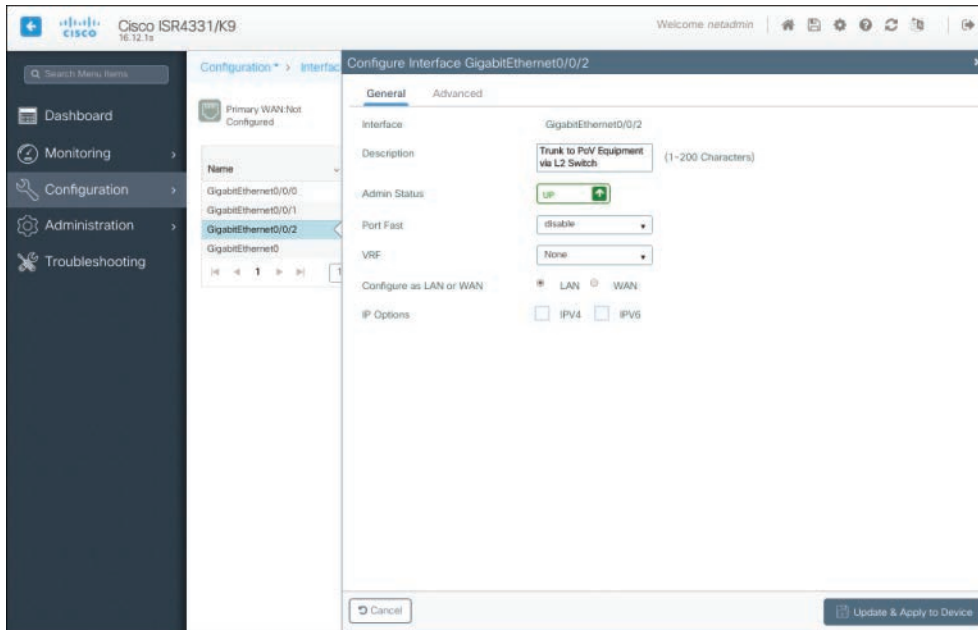 CISCO
Cisco ISR4331/K9
16.12.1s
Welcome netadmin
Search Menu Items
Dashboard
Monitoring
Configuration
Administration
Troubleshooting
Configuration > Interfac
Primary WAN:Not
Configured
Name
GigabitEthernet0/0/0
GigabitEthernet0/0/1
GigabitEthernet0/0/2
GigabitEthernet0
1
1
Configure Interface GigabitEthernet0/0/2
General Advanced
Interface GigabitEthernet0/0/2
Description Trunk to PoV Equipment
via L2 Switch
(1-200 Characters)
Admin Status UP
Port Fast disable
VRF None
Configure as LAN or WAN LAN WAN
IP Options IPV4 IPV6
Cancel
Update & Apply to Device